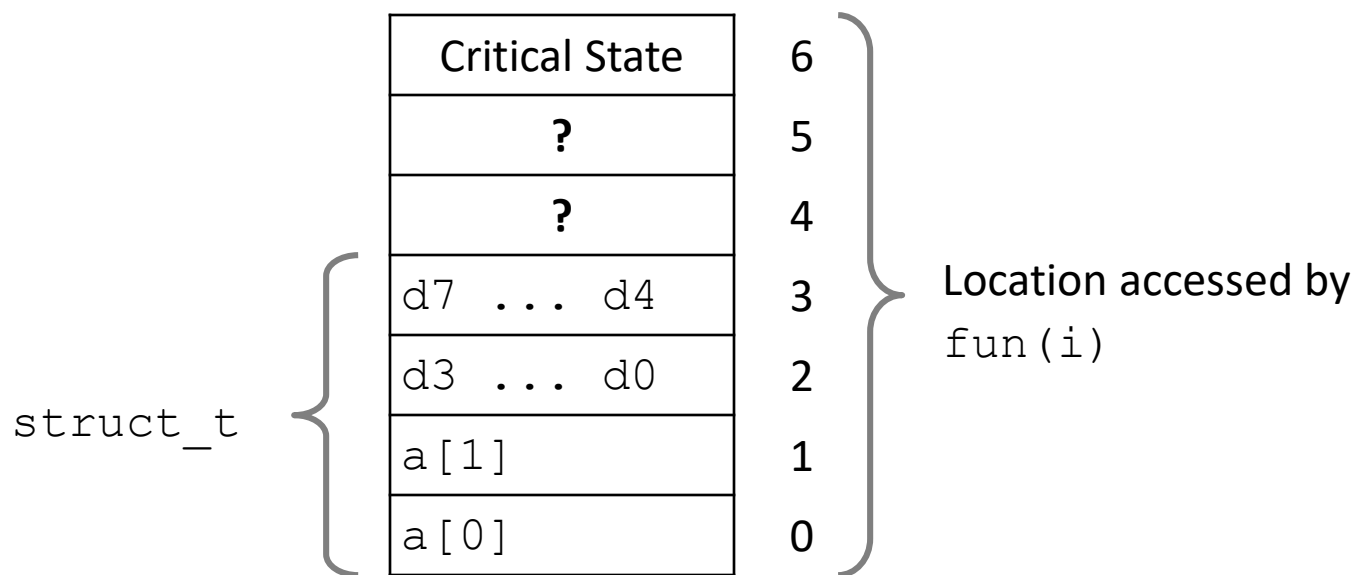 Critical State 6
? 5
? 4
d7 ... d4 3
d3 ... d0 2
a[1] 1
a[0] 0
struct_t
Location accessed by
fun(i)